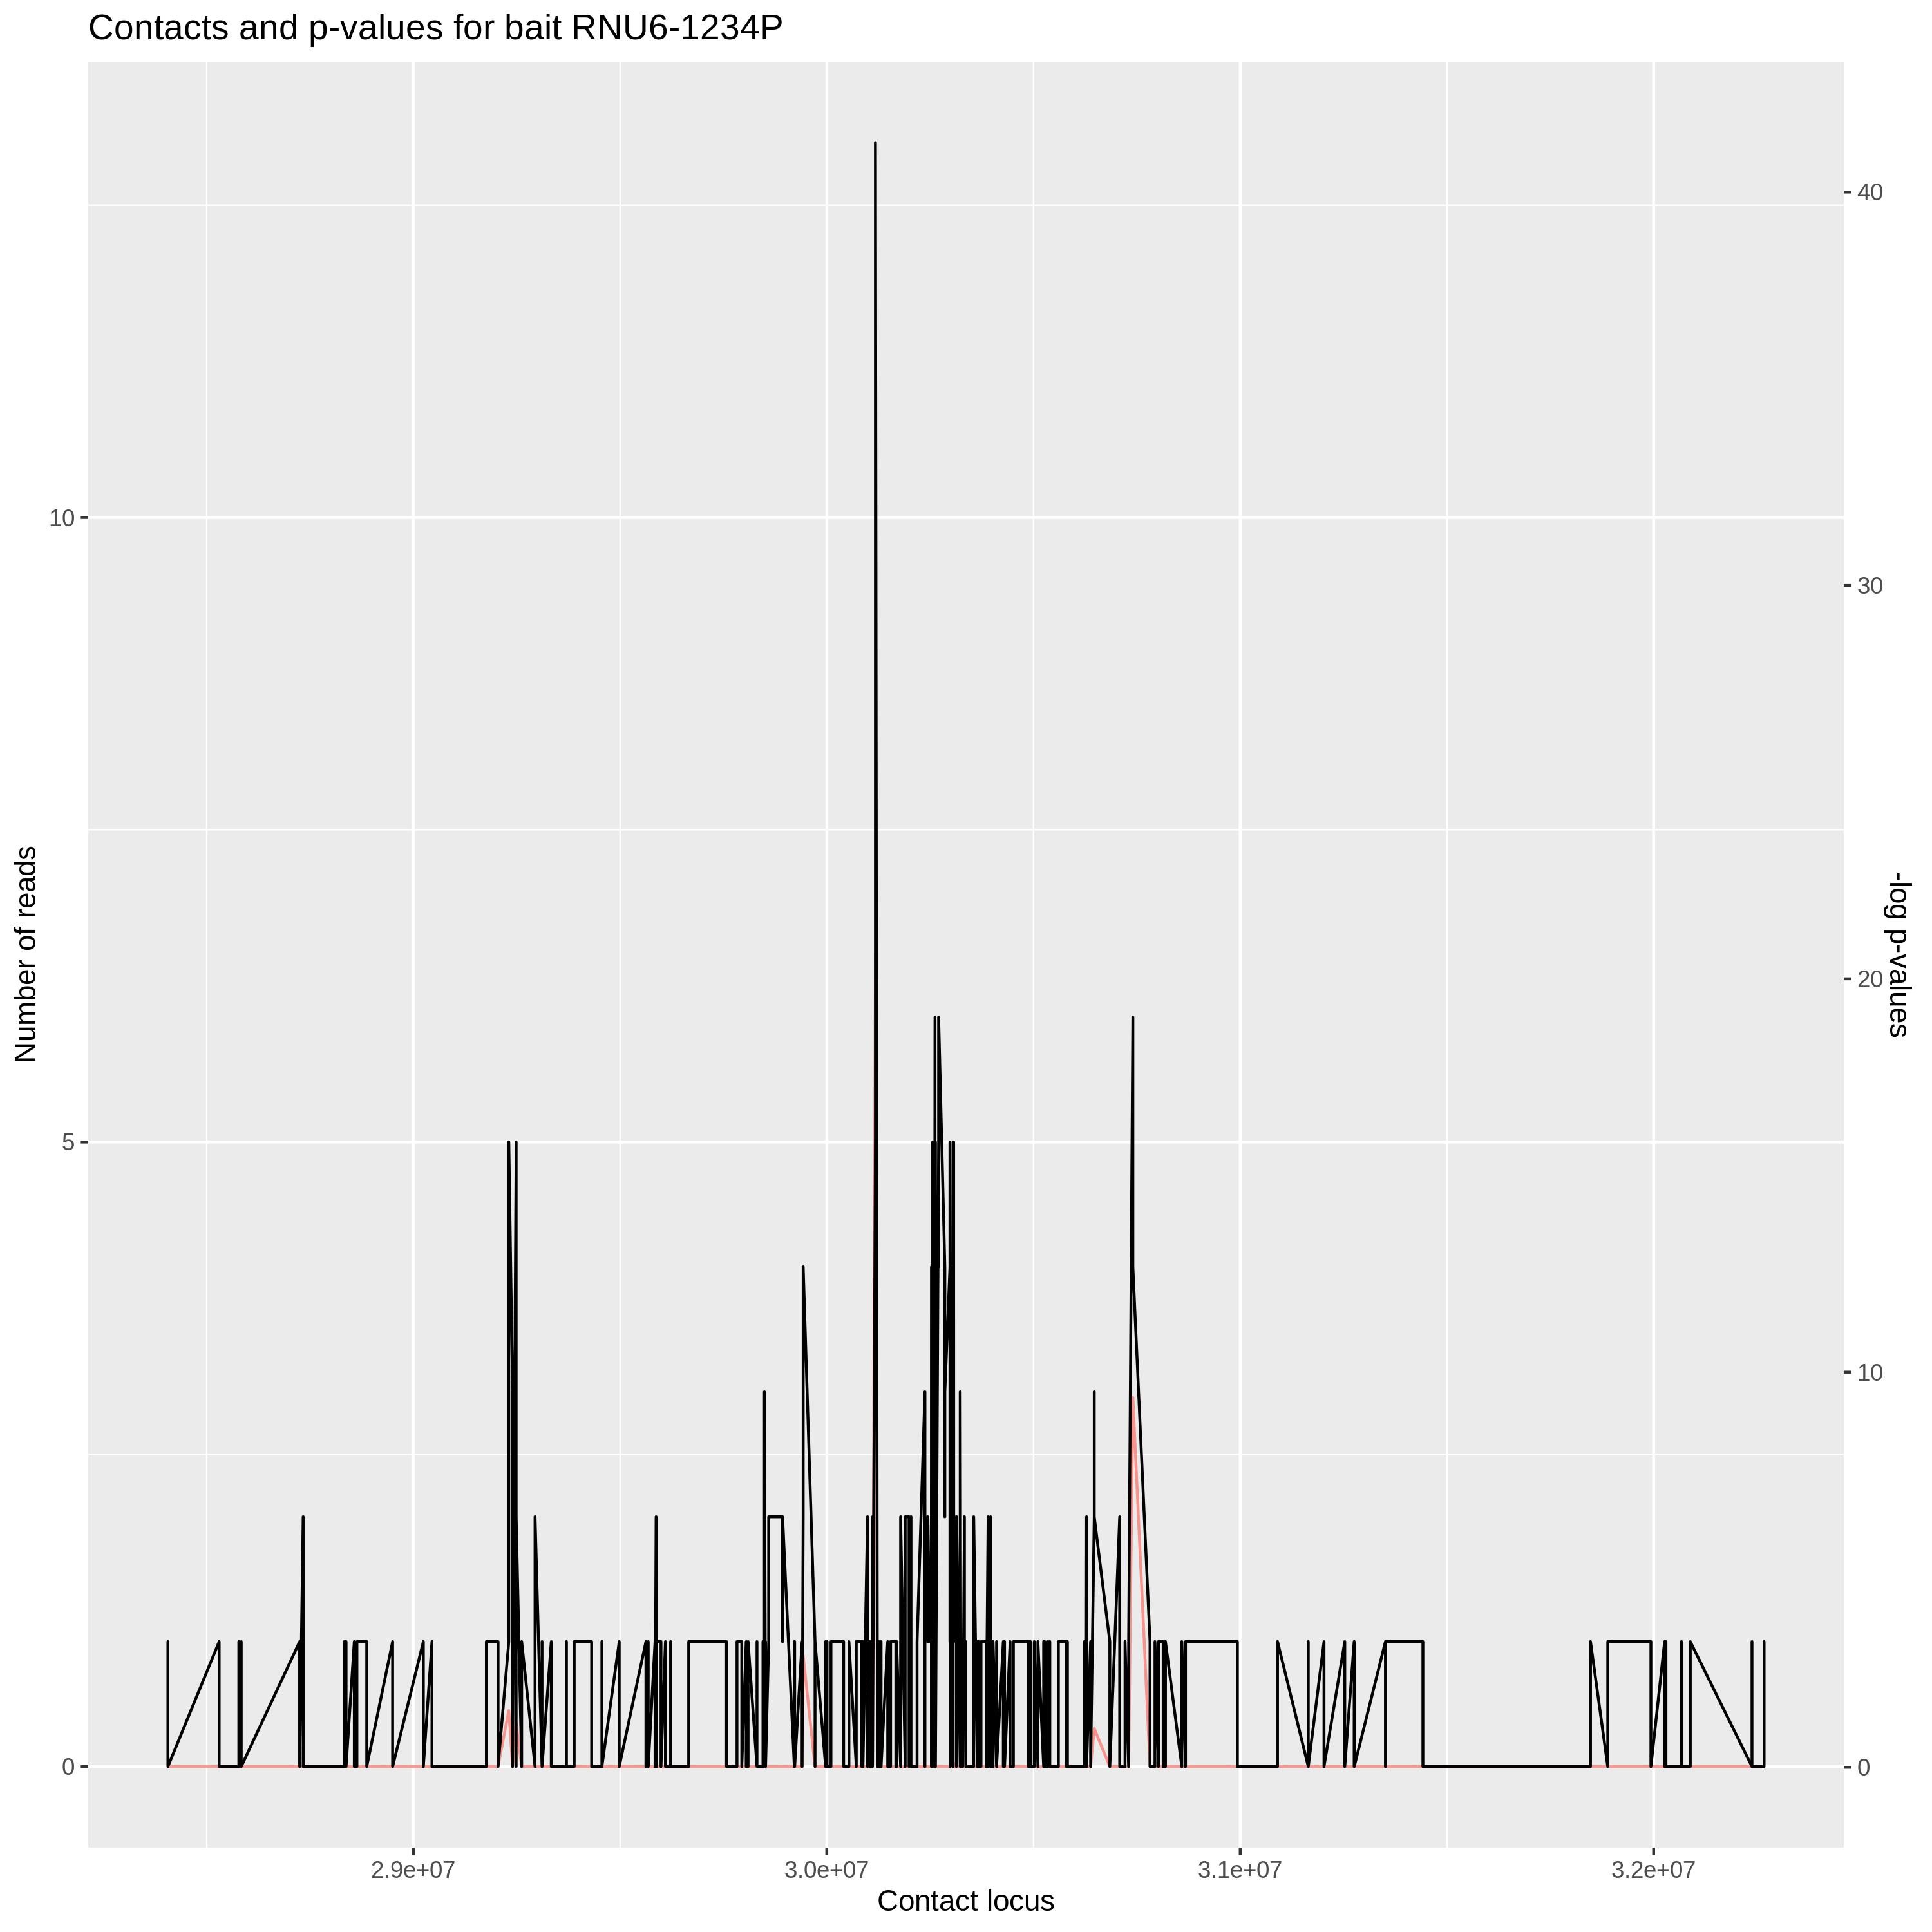 Contacts and p-values for bait RNU6-1234P
10
5
0
Number of reads
40
30
20
10
0
-log p-values
2.9e+07 3.0e+07 3.1e+07 3.2e+07
Contact locus